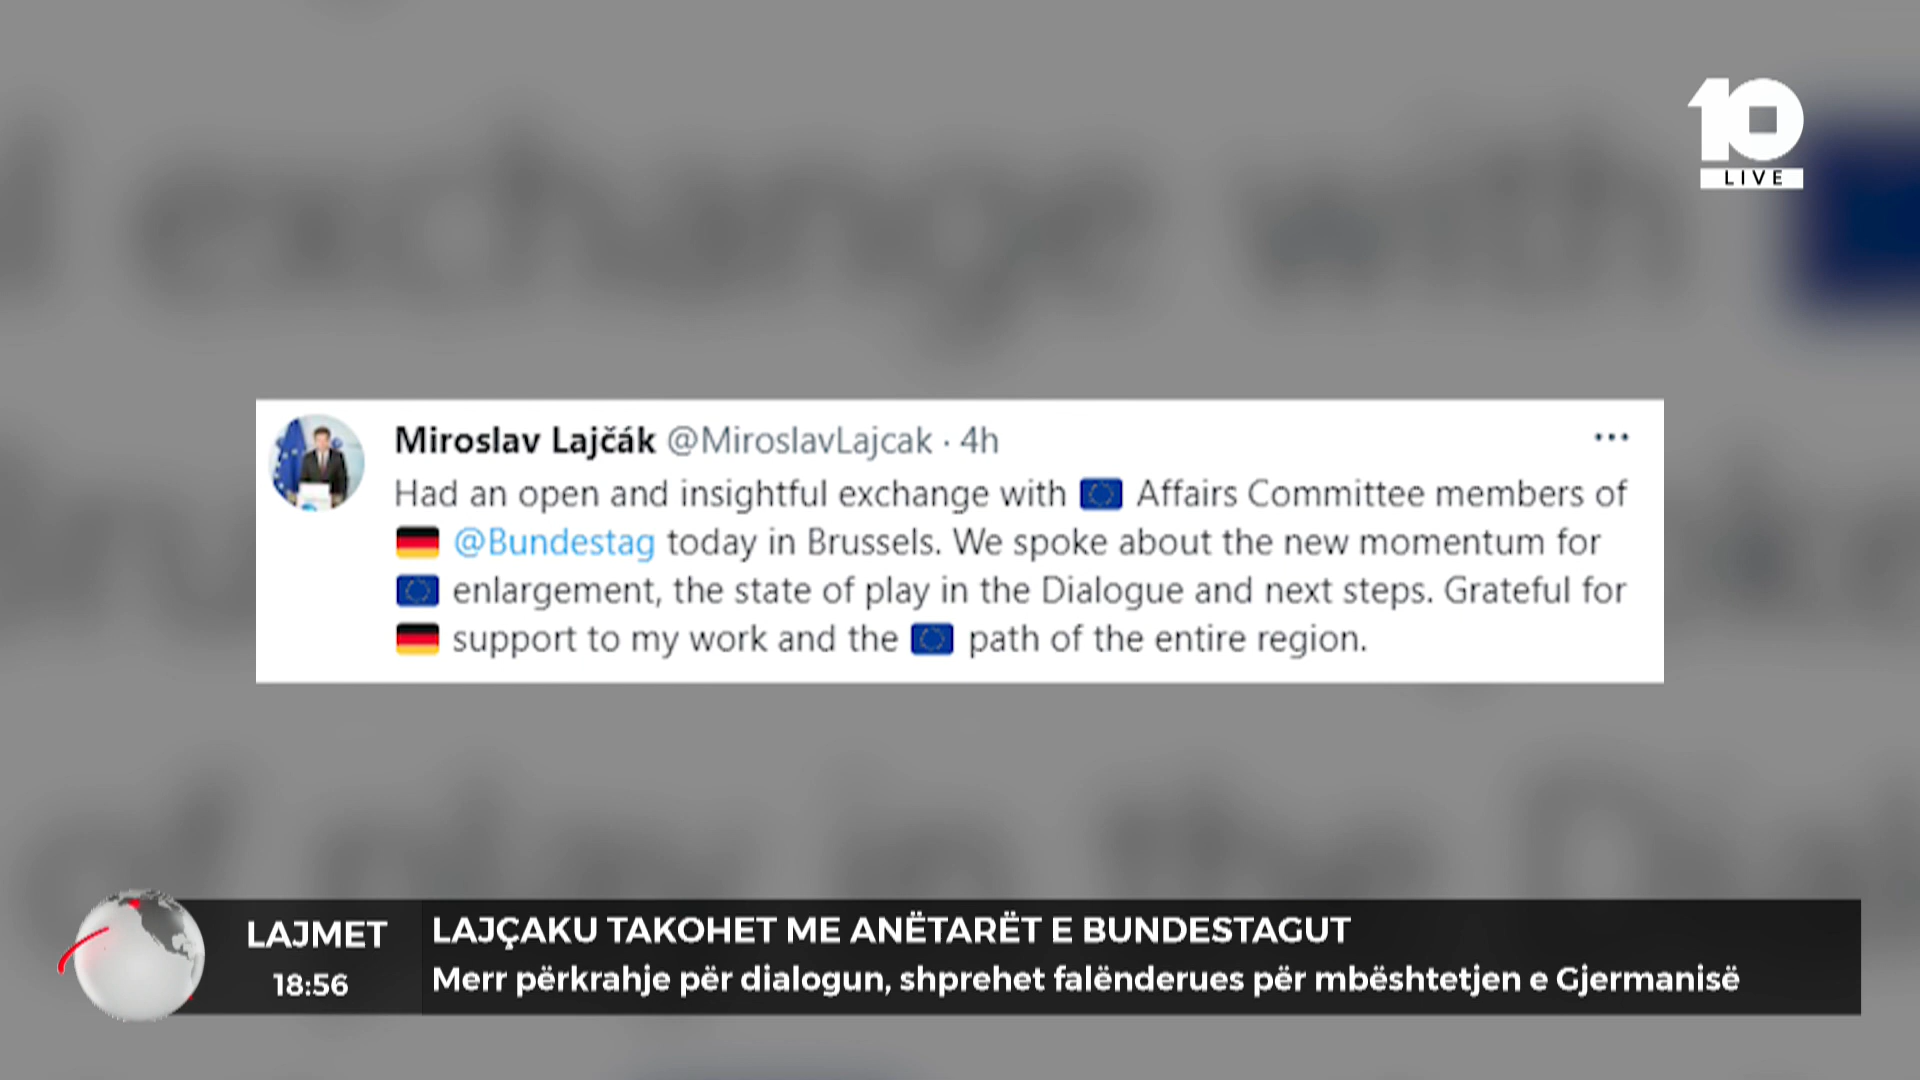 10
LIVE
Miroslav Lajčák @MiroslavLajcak · 4h
Had an open and insightful exchange with 🇪🇺 Affairs Committee members of
🇩🇪 @Bundestag today in Brussels. We spoke about the new momentum for
🇪🇺 enlargement, the state of play in the Dialogue and next steps. Grateful for
🇩🇪 support to my work and the 🇪🇺 path of the entire region.
LAJMET
18:56
LAJÇAKU TAKOHET ME ANËTARËT E BUNDESTAGUT
Merr përkrahje për dialogun, shprehet falënderues për mbështetjen e Gjermanisë